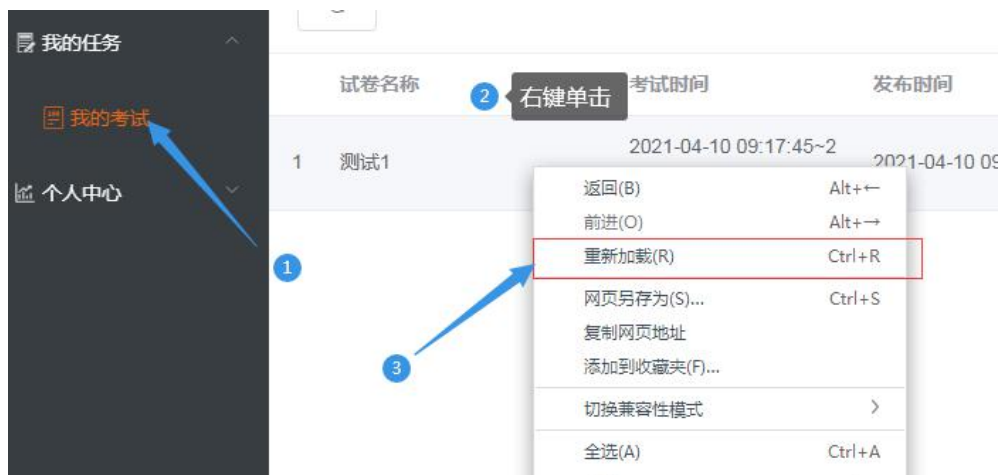 我的任务
我的考试
个人中心
试卷名称
考试时间
发布时间
2
右键单击
1
测试1
2021-04-10 09:17:45~2
2021-04-10 09
1
3
返回(B) Alt+←
前进(O) Alt+→
重新加载(R) Ctrl+R
网页另存为(S)... Ctrl+S
复制网页地址
添加到收藏夹(F)...
切换兼容性模式
全选(A) Ctrl+A